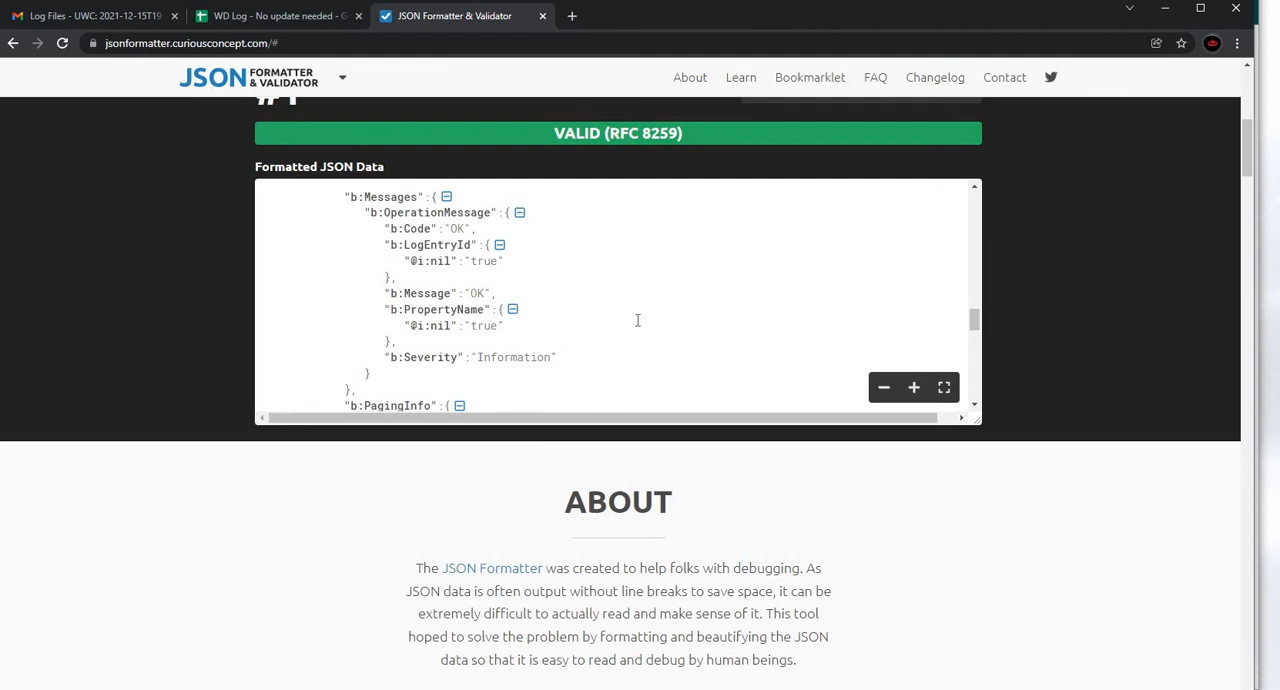 Log Files - UWC: 2021-12-15T19:
WD Log - No update needed - G
JSON Formatter & Validator
jsonformatter.curiousconcept.com/#
JSON FORMATTER & VALIDATOR
About
Learn
Bookmarklet
FAQ
Changelog
Contact
VALID (RFC 8259)
Formatted JSON Data
"b:Messages":{
"b:OperationMessage":{
"b:Code":"OK",
"b:LogEntryId":{
"@i:nil":"true"
},
"b:Message":"OK",
"b:PropertyName":{
"@i:nil":"true"
},
"b:Severity":"Information"
}
},
"b:PagingInfo":{
ABOUT
The JSON Formatter was created to help folks with debugging. As
JSON data is often output without line breaks to save space, it can be
extremely difficult to actually read and make sense of it. This tool
hoped to solve the problem by formatting and beautifying the JSON
data so that it is easy to read and debug by human beings.